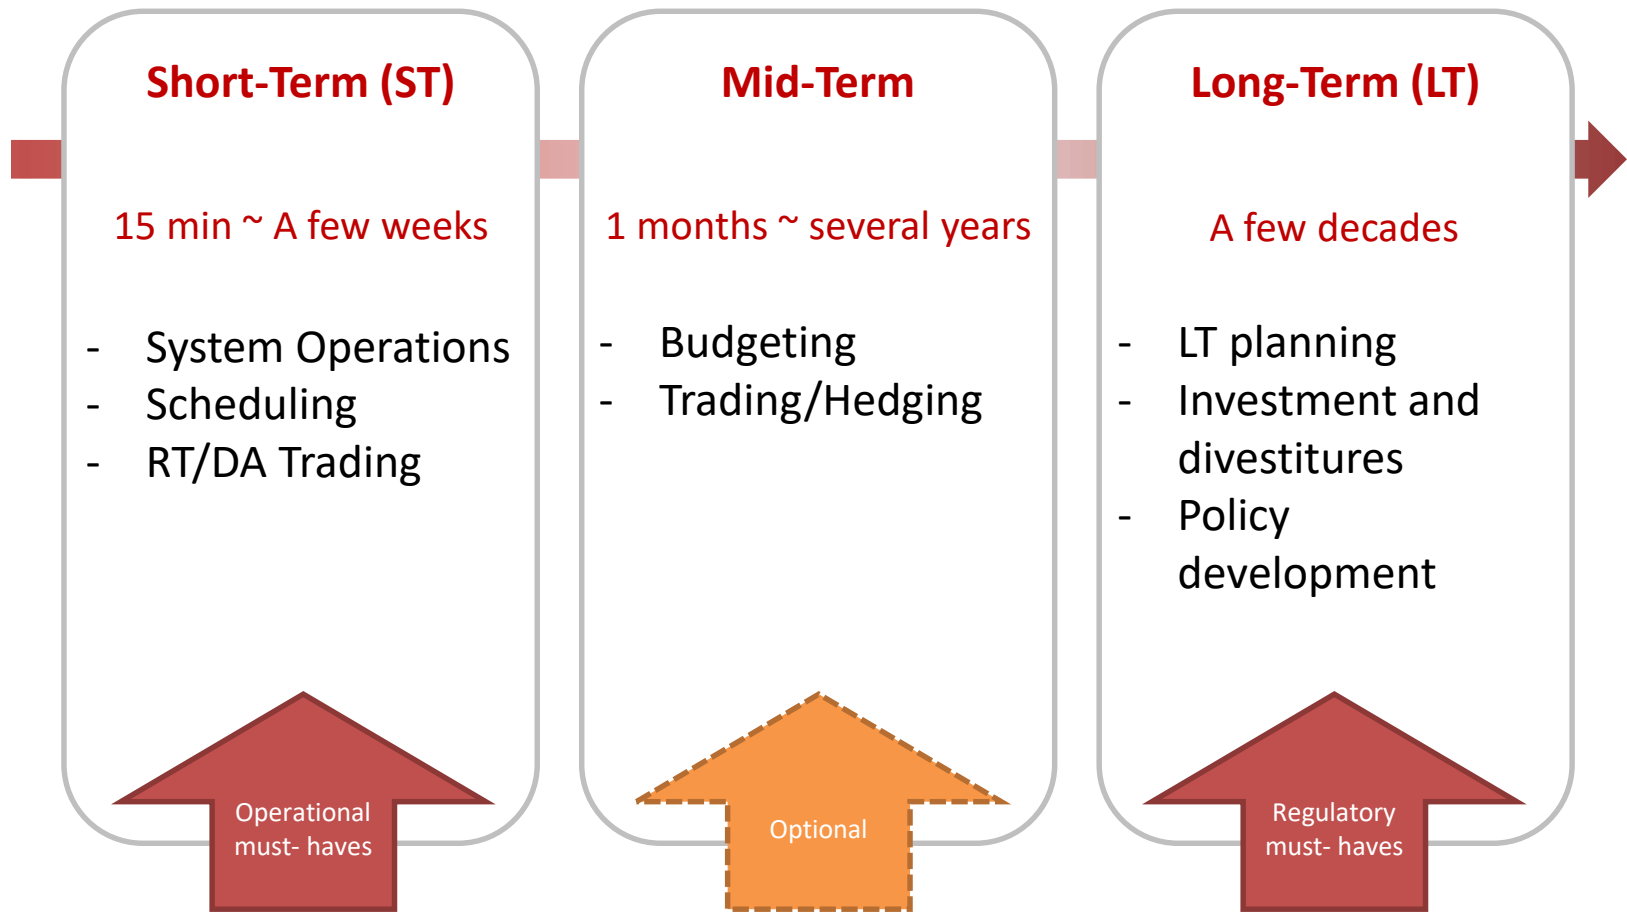 Short-Term (ST)
15 min ~ A few weeks
- System Operations
- Scheduling
- RT/DA Trading
Operational
must- haves
Mid-Term
1 months ~ several years
- Budgeting
- Trading/Hedging
Optional
Long-Term (LT)
A few decades
- LT planning
- Investment and
divestitures
- Policy
development
Regulatory
must- haves